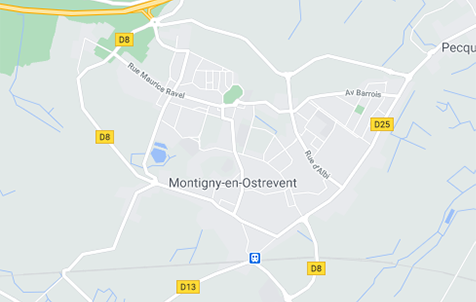 D8
Pecqu
Rue Maurice Ravel
Av Barrois
D25
D8
Rue d'Albi
Montigny-en-Ostrevent
D8
D13